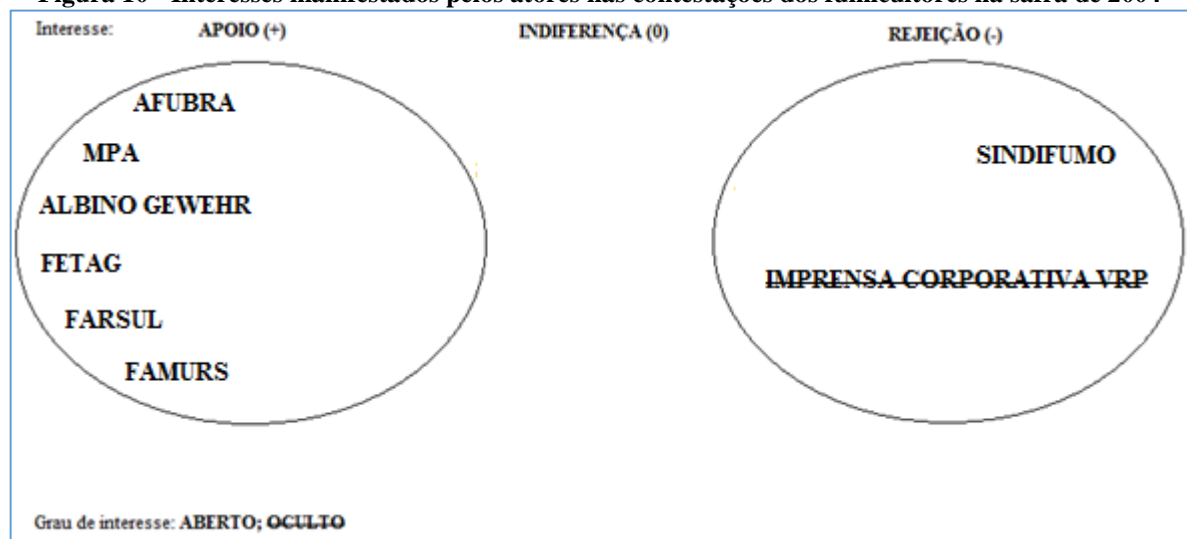 Figura 10 - Interesses manifestados pelos atores nas contestações dos fumicultores na safra de 2004
Interesse: APOIO (+) INDIFERENÇA (0) REJEIÇÃO (-)
AFUBRA
MPA
SINDIFUMO
ALBINO GEWEHR
FETAG
IMPRENSA CORPORATIVA VRP
FARSUL
FAMURS
Grau de interesse: ABERTO; OCULTO